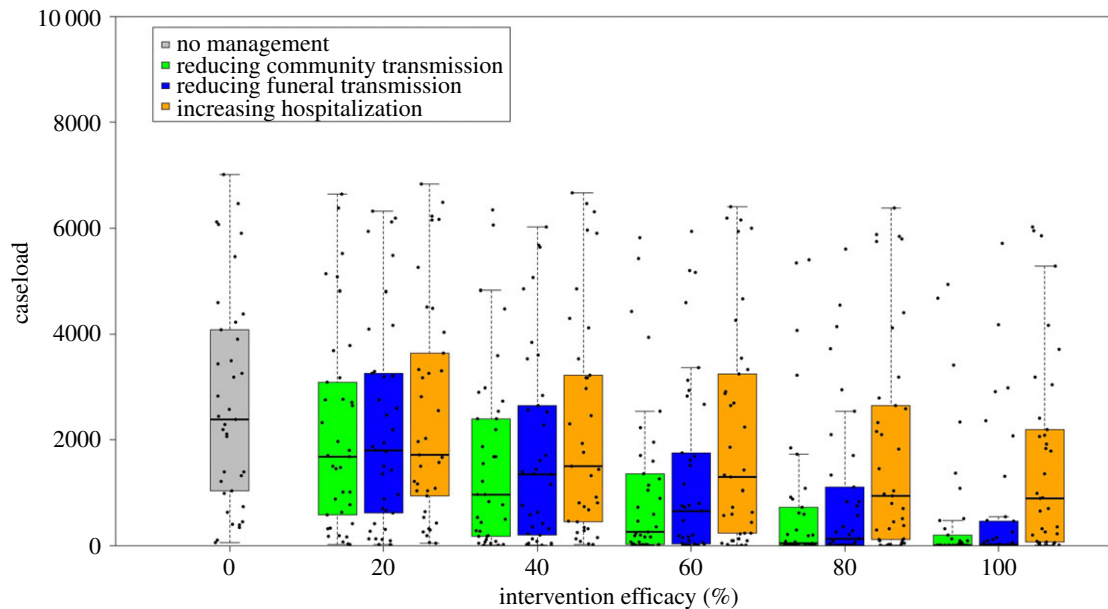 10 000
8000
6000
4000
2000
0
caseload
no management
reducing community transmission
reducing funeral transmission
increasing hospitalization
0 20 40 60 80 100
intervention efficacy (%)